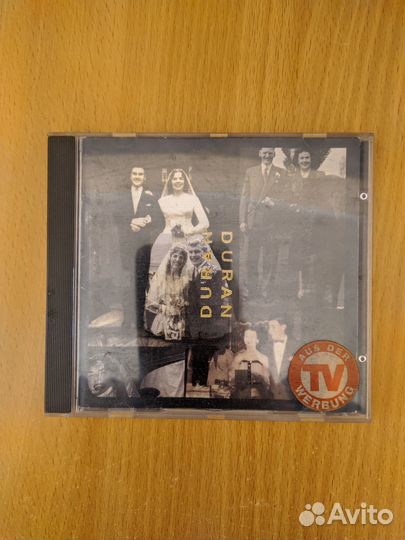 DURAN
DURAN
AUS DER
TV
WERBUNG
Avito